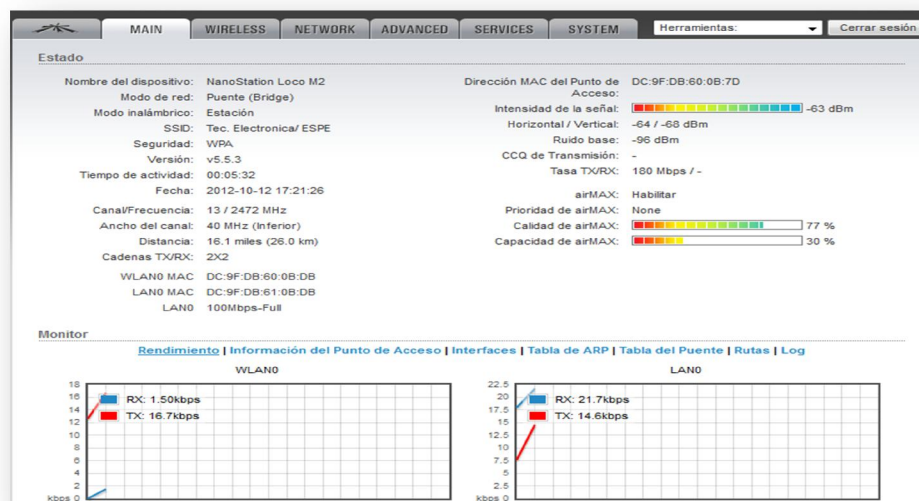 MAIN WIRELESS NETWORK ADVANCED SERVICES SYSTEM Herramientas: Cerrar sesión
Estado
Nombre del dispositivo: NanoStation Loco M2
Modo de red: Puente (Bridge)
Modo inalámbrico: Estación
SSID: Tec. Electronica/ ESPE
Seguridad: WPA
Versión: v5.5.3
Tiempo de actividad: 00:05:32
Fecha: 2012-10-12 17:21:26
Canal/Frecuencia: 13 / 2472 MHz
Ancho del canal: 40 MHz (Inferior)
Distancia: 16.1 miles (26.0 km)
Cadenas TX/RX: 2X2
WLAN0 MAC DC:9F:DB:60:0B:DB
LAN0 MAC DC:9F:DB:61:0B:DB
LAN0 100Mbps-Full
Dirección MAC del Punto de Acceso: DC:9F:DB:60:0B:7D
Intensidad de la señal: -63 dBm
Horizontal / Vertical: -64 / -68 dBm
Ruido base: -96 dBm
CCQ de Transmisión: -
Tasa TX/RX: 180 Mbps / -
airMAX: Habilitar
Prioridad de airMAX: None
Calidad de airMAX: 77 %
Capacidad de airMAX: 30 %
Monitor
Rendimiento | Información del Punto de Acceso | Interfaces | Tabla de ARP | Tabla del Puente | Rutas | Log
WLAN0
18
16
14
12
10
8
6
4
2
kbps 0
RX: 1.50kbps
TX: 16.7kbps
LAN0
22.5
20
17.5
15
12.5
10
7.5
5
2.5
kbps 0
RX: 21.7kbps
TX: 14.6kbps